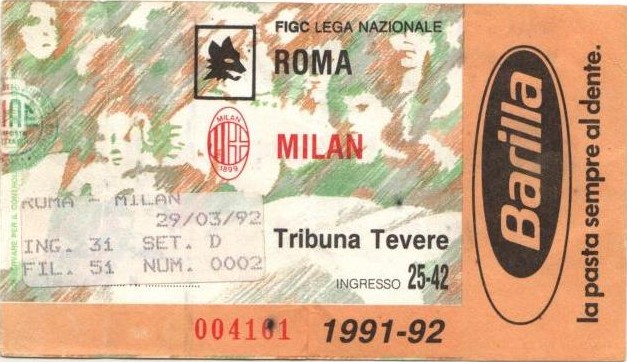 FIGC LEGA NAZIONALE
ROMA
MILAN
1899
MILAN
ROMA - MILAN
29/03/92
ING. 31 SET. D
FIL. 51 NUM. 0002
Tribuna Tevere
INGRESSO 25-42
004161 1991-92
Barilla
la pasta sempre al dente.